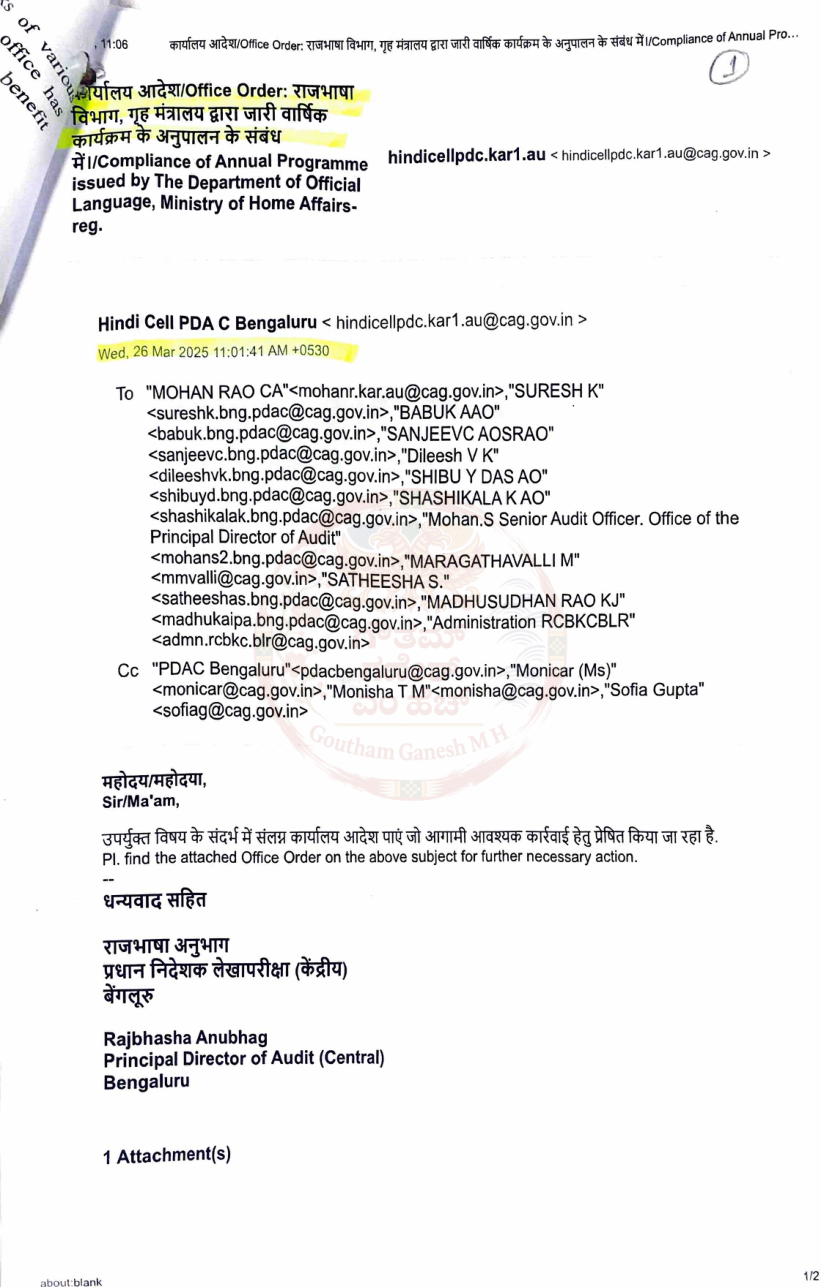 ts of various
office has
benefit
, 11:06 कार्यालय आदेश/Office Order: राजभाषा विभाग, गृह मंत्रालय द्वारा जारी वार्षिक कार्यक्रम के अनुपालन के संबंध में I/Compliance of Annual Pro...
1
कार्यालय आदेश/Office Order: राजभाषा
विभाग, गृह मंत्रालय द्वारा जारी वार्षिक
कार्यक्रम के अनुपालन के संबंध
में I/Compliance of Annual Programme
issued by The Department of Official
Language, Ministry of Home Affairs-
reg.
hindicellpdc.kar1.au < hindicellpdc.kar1.au@cag.gov.in >
Hindi Cell PDA C Bengaluru < hindicellpdc.kar1.au@cag.gov.in >
Wed, 26 Mar 2025 11:01:41 AM +0530
To "MOHAN RAO CA"<mohanr.kar.au@cag.gov.in>,"SURESH K"
<sureshk.bng.pdac@cag.gov.in>,"BABUK AAO"
<babuk.bng.pdac@cag.gov.in>,"SANJEEVC AOSRAO"
<sanjeevc.bng.pdac@cag.gov.in>,"Dileesh V K"
<dileeshvk.bng.pdac@cag.gov.in>,"SHIBU Y DAS AO"
<shibuyd.bng.pdac@cag.gov.in>,"SHASHIKALA K AO"
<shashikalak.bng.pdac@cag.gov.in>,"Mohan.S Senior Audit Officer. Office of the
Principal Director of Audit"
<mohans2.bng.pdac@cag.gov.in>,"MARAGATHAVALLI M"
<mmvalli@cag.gov.in>,"SATHEESHA S."
<satheeshas.bng.pdac@cag.gov.in>,"MADHUSUDHAN RAO KJ"
<madhukaipa.bng.pdac@cag.gov.in>,"Administration RCBKCBLR"
<admn.rcbkc.blr@cag.gov.in>
Cc "PDAC Bengaluru"<pdacbengaluru@cag.gov.in>,"Monicar (Ms)"
<monicar@cag.gov.in>,"Monisha T M"<monisha@cag.gov.in>,"Sofia Gupta"
<sofiag@cag.gov.in>
ಗೌತಮ್
ಗಣೇಶ್
ಎಂ ಹೆಚ್
Goutham Ganesh M H
महोदय/महोदया,
Sir/Ma'am,
उपर्युक्त विषय के संदर्भ में संलग्न कार्यालय आदेश पाएं जो आगामी आवश्यक कार्रवाई हेतु प्रेषित किया जा रहा है.
Pl. find the attached Office Order on the above subject for further necessary action.
--
धन्यवाद सहित
राजभाषा अनुभाग
प्रधान निदेशक लेखापरीक्षा (केंद्रीय)
बेंगलूरु
Rajbhasha Anubhag
Principal Director of Audit (Central)
Bengaluru
1 Attachment(s)
about:blank
1/2